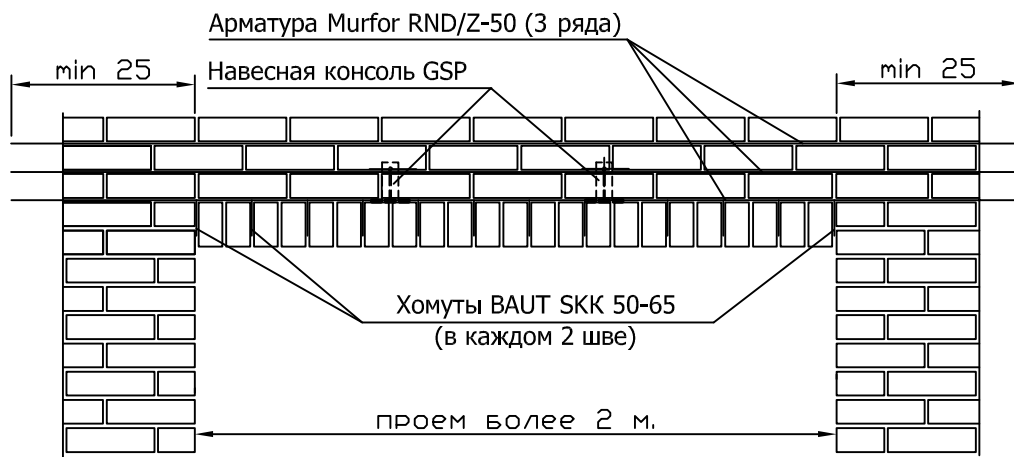 Арматура Murfor RND/Z-50 (3 ряда)
min 25
Навесная консоль GSP
min 25
Хомуты BAUT SKK 50-65
(в каждом 2 шве)
проем более 2 м.